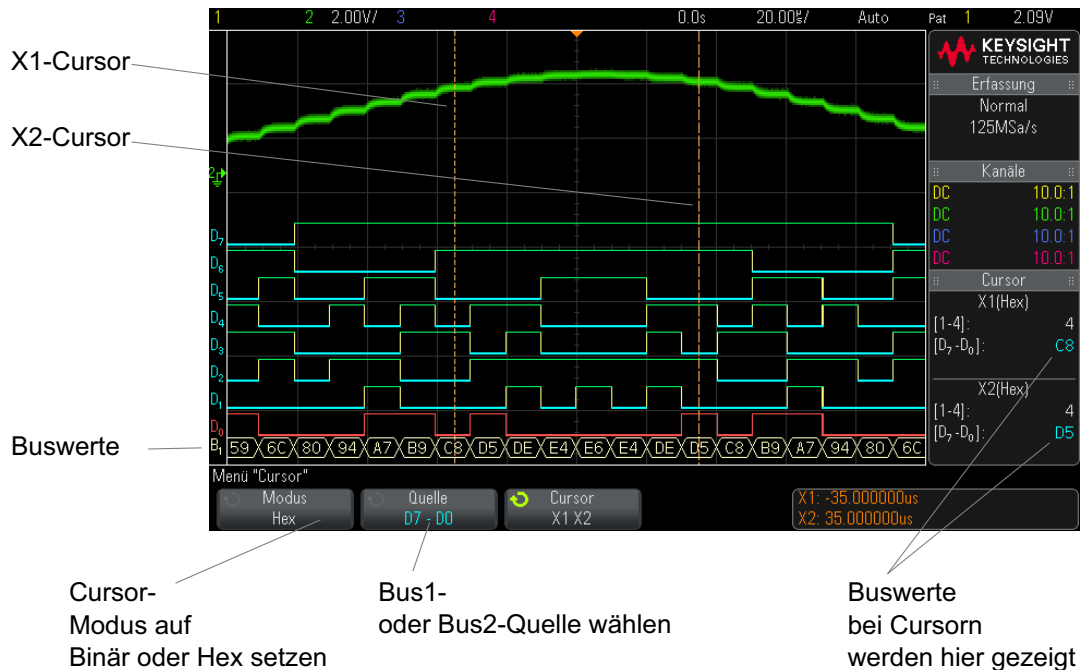 1 2 2.00V/ 3 4 0.0s 20.00㎲/ Auto Pat 1 2.09V
X1-Cursor
X2-Cursor
KEYSIGHT
TECHNOLOGIES
Erfassung
Normal
125MSa/s
Kanäle
DC 10.0:1
DC 10.0:1
DC 10.0:1
DC 10.0:1
Cursor
X1(Hex)
[1-4]: 4
[D7-D0]: C8
X2(Hex)
[1-4]: 4
[D7-D0]: D5
2
D7
D6
D5
D4
D3
D2
D1
D0
Buswerte
B1 59 6C 80 94 A7 B9 C8 D5 DE E4 E6 E4 DE D5 C8 B9 A7 94 80 6C
Menü "Cursor"
Modus
Hex
Quelle
D7 - D0
Cursor
X1 X2
X1: -35.000000us
X2: 35.000000us
Cursor-
Modus auf
Binär oder Hex setzen
Bus1-
oder Bus2-Quelle wählen
Buswerte
bei Cursorn
werden hier gezeigt